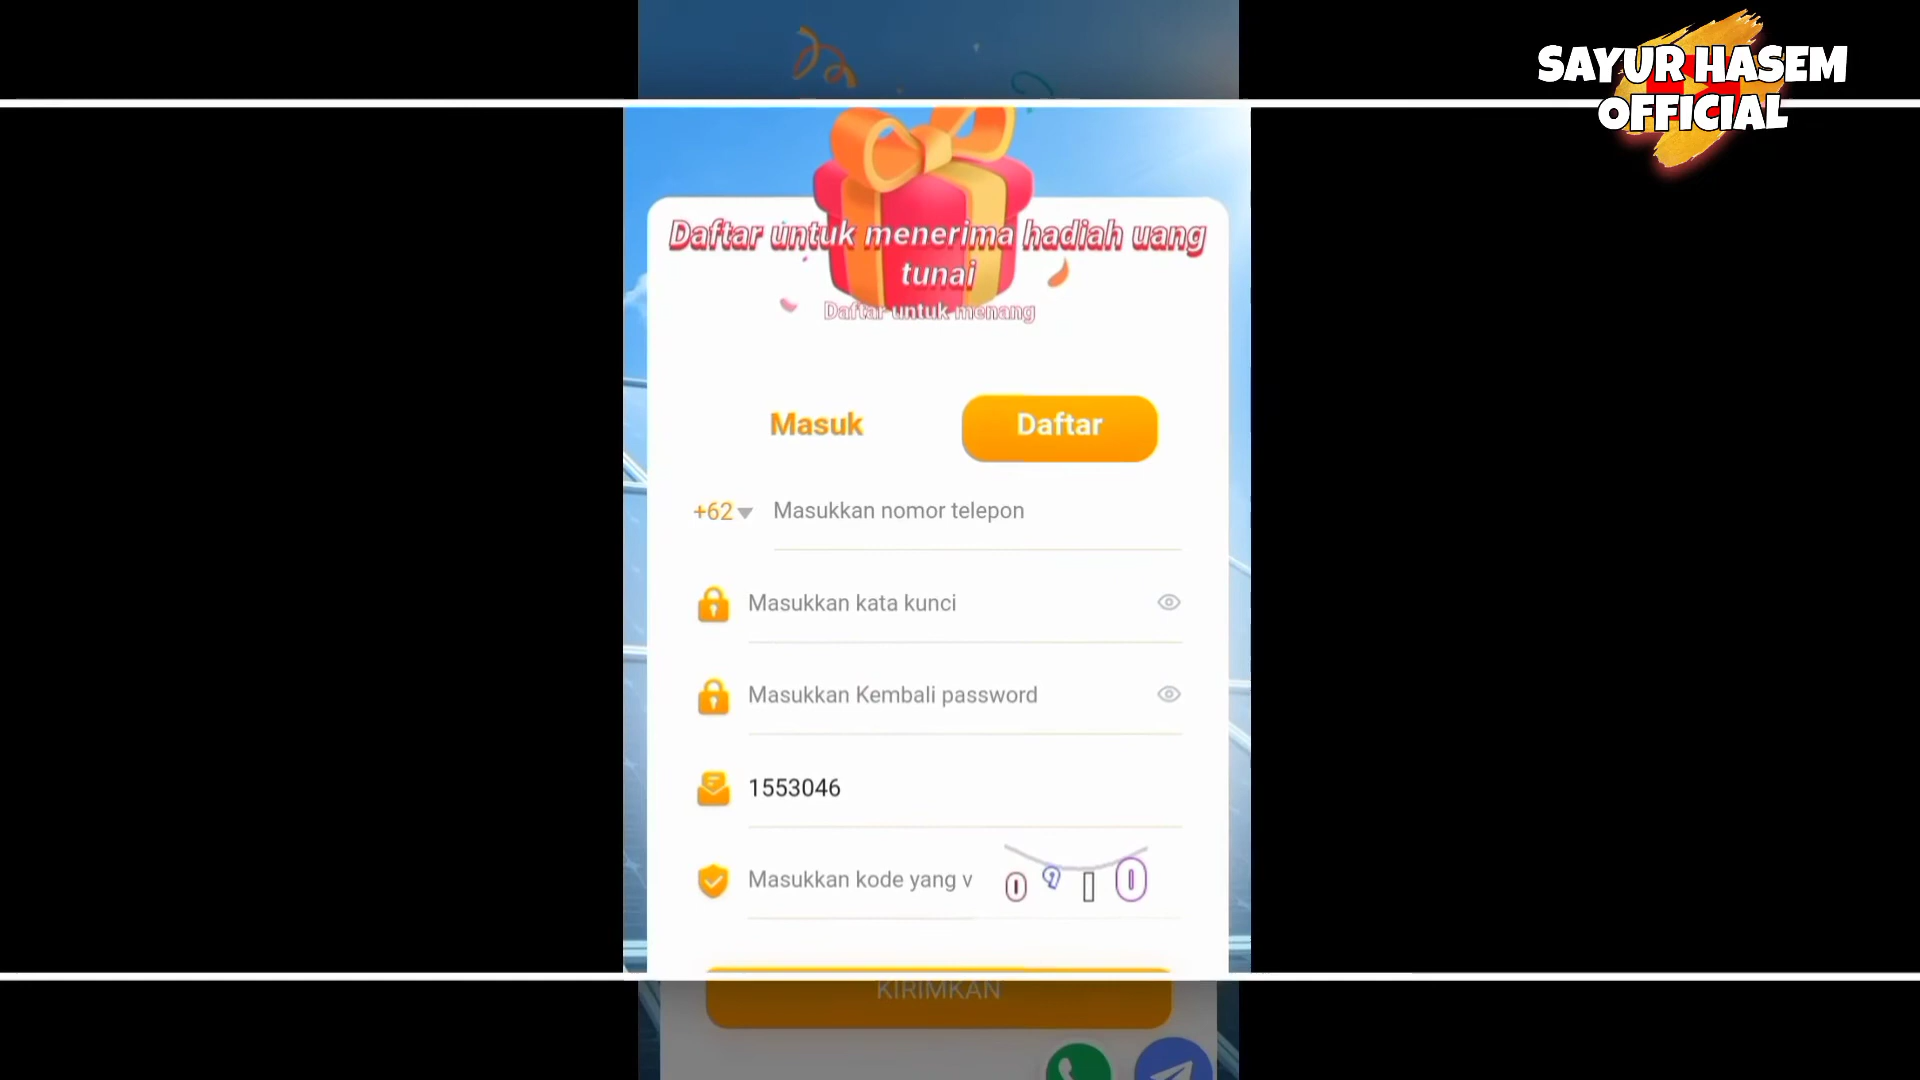 SAYUR HASEM
OFFICIAL
Daftar untuk menerima hadiah uang
tunai
Daftar untuk menang
Masuk
Daftar
+62
Masukkan nomor telepon
Masukkan kata kunci
Masukkan Kembali password
1553046
Masukkan kode yang v
KIRIMKAN